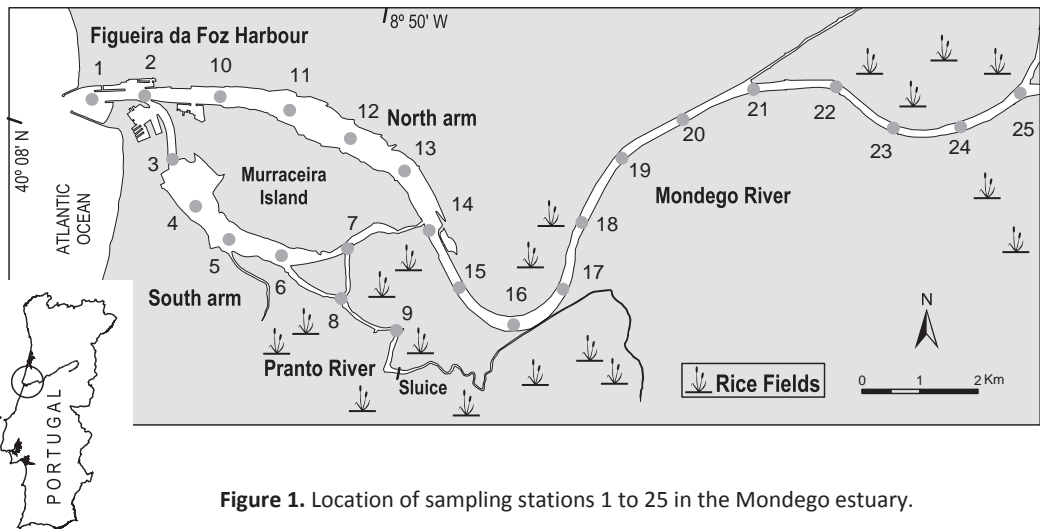 8º 50' W
Figueira da Foz Harbour
1
2
10
11
12
North arm
13
14
40º 08' N
ATLANTIC
OCEAN
3
4
5
6
7
8
9
Murraceira
Island
South arm
Pranto River
Sluice
15
16
17
18
19
20
21
22
23
24
25
Mondego River
N
Rice Fields
0 1 2 Km
PORTUGAL
Figure 1. Location of sampling stations 1 to 25 in the Mondego estuary.